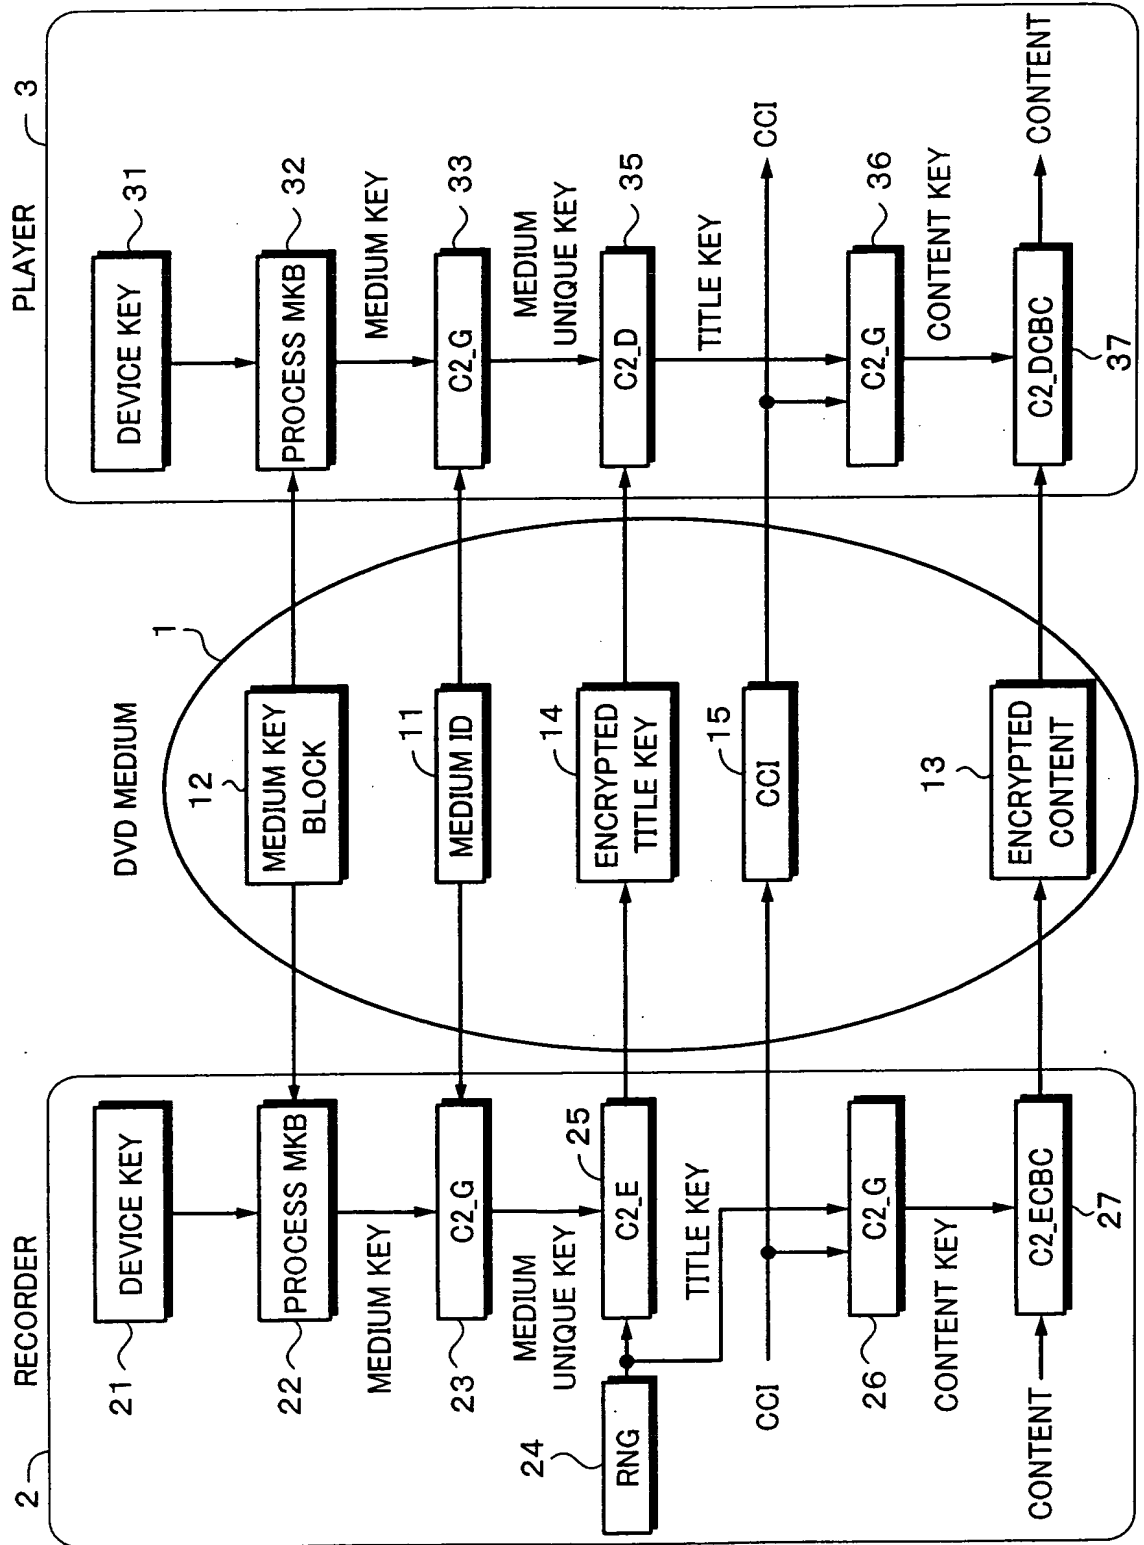 RECORDER
2
21
DEVICE KEY
22
PROCESS MKB
MEDIUM KEY
23
C2_G
MEDIUM
UNIQUE KEY
24
RNG
25
C2_E
TITLE KEY
CCI
26
C2_G
CONTENT KEY
CONTENT
C2_ECBC
27
DVD MEDIUM
1
12
MEDIUM KEY
BLOCK
11
MEDIUM ID
14
ENCRYPTED
TITLE KEY
15
CCI
13
ENCRYPTED
CONTENT
PLAYER
3
31
DEVICE KEY
32
PROCESS MKB
MEDIUM KEY
33
C2_G
MEDIUM
UNIQUE KEY
35
C2_D
TITLE KEY
CCI
36
C2_G
CONTENT KEY
C2_DCBC
37
CONTENT